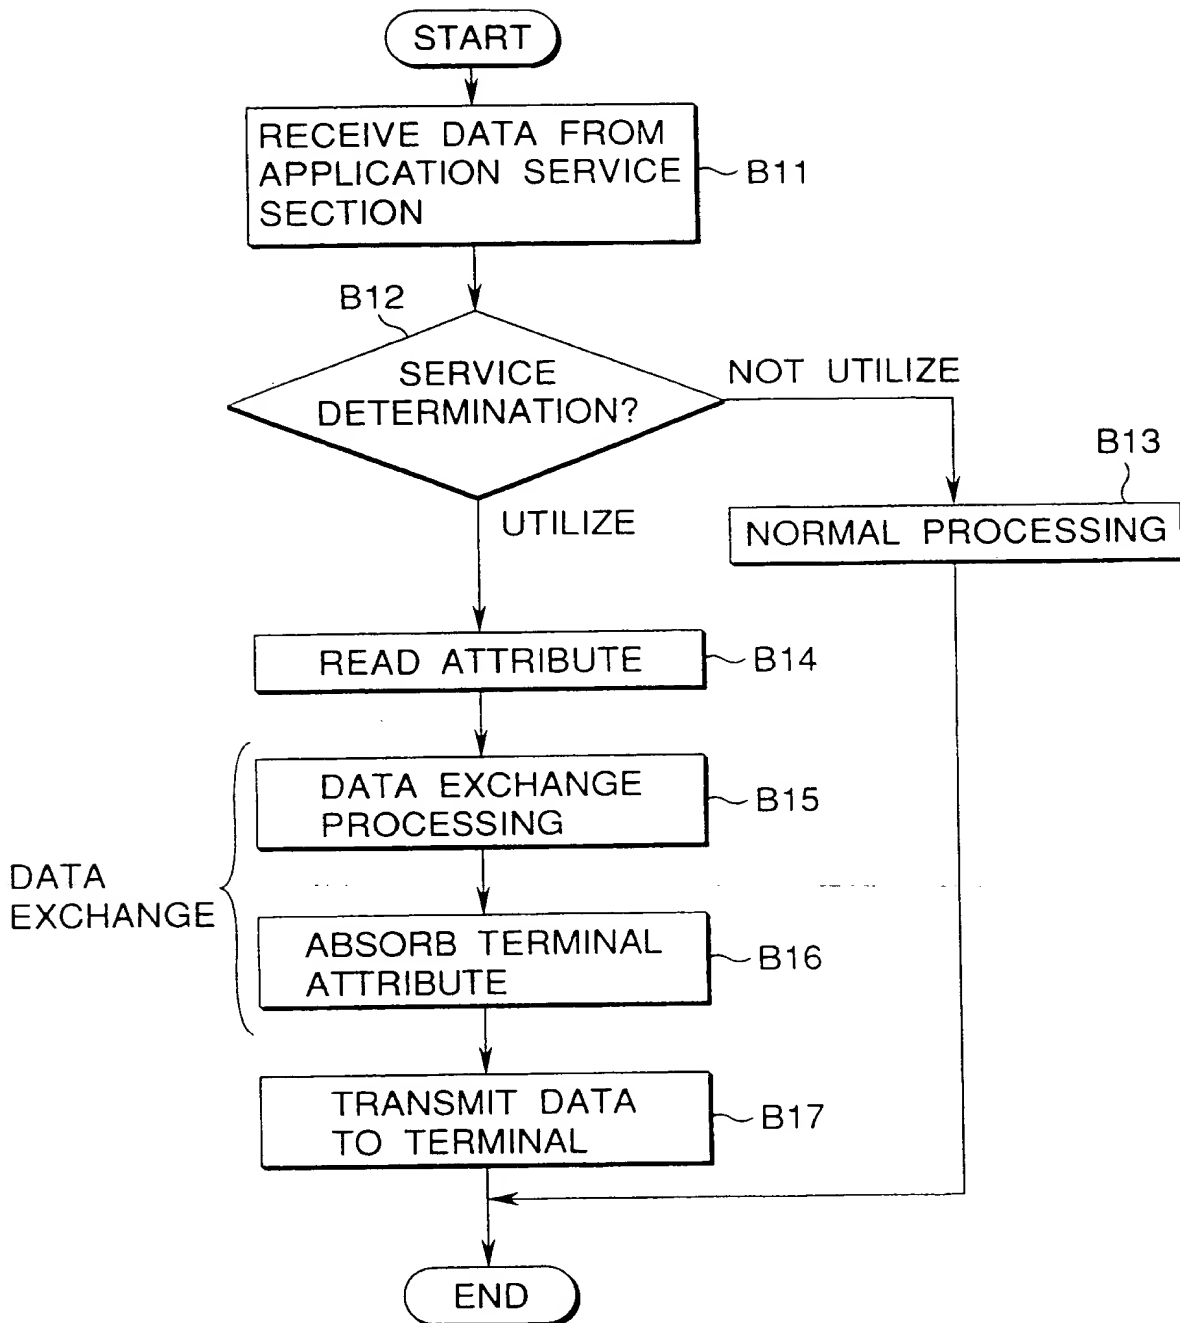 START
RECEIVE DATA FROM
APPLICATION SERVICE
SECTION
B11
B12
SERVICE
DETERMINATION?
NOT UTILIZE
B13
NORMAL PROCESSING
UTILIZE
READ ATTRIBUTE
B14
DATA EXCHANGE
PROCESSING
B15
DATA
EXCHANGE
ABSORB TERMINAL
ATTRIBUTE
B16
TRANSMIT DATA
TO TERMINAL
B17
END